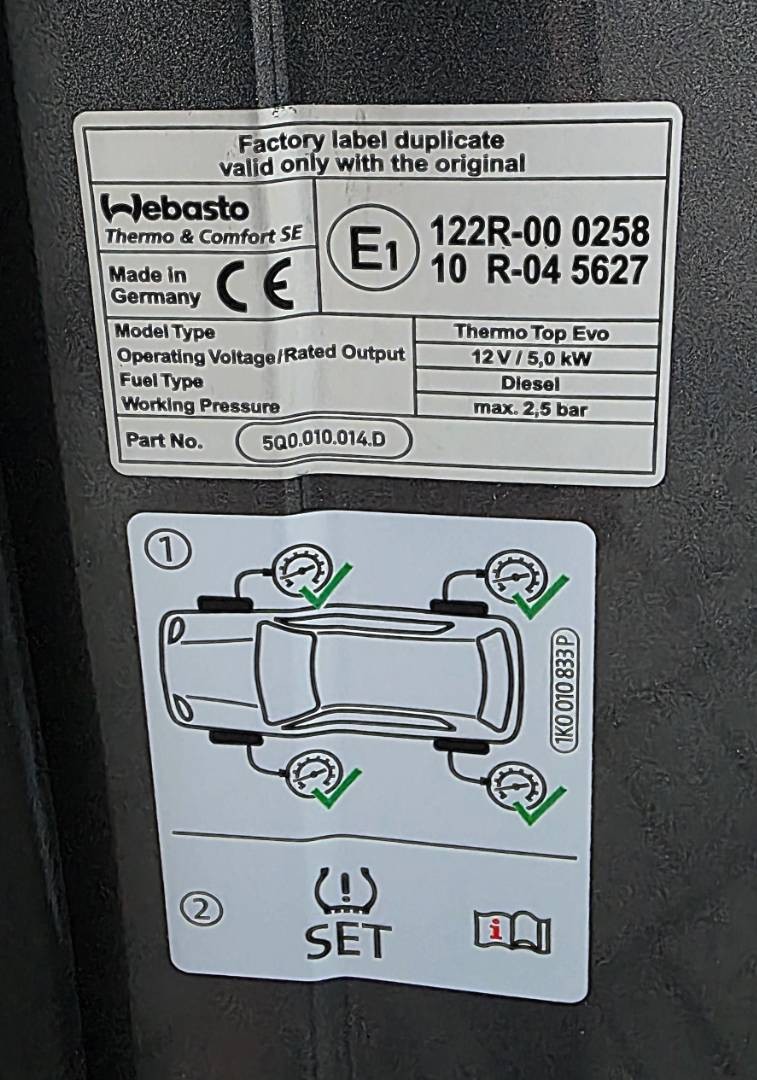 Factory label duplicate
valid only with the original
Webasto
Thermo & Comfort SE
Made in
Germany
CE
E1
122R-00 0258
10 R-04 5627
Model Type
Thermo Top Evo
Operating Voltage/Rated Output
12 V / 5,0 kW
Fuel Type
Diesel
Working Pressure
max. 2,5 bar
Part No.
5Q0.010.014.D
1
1K0 010 833 P
2
SET
i